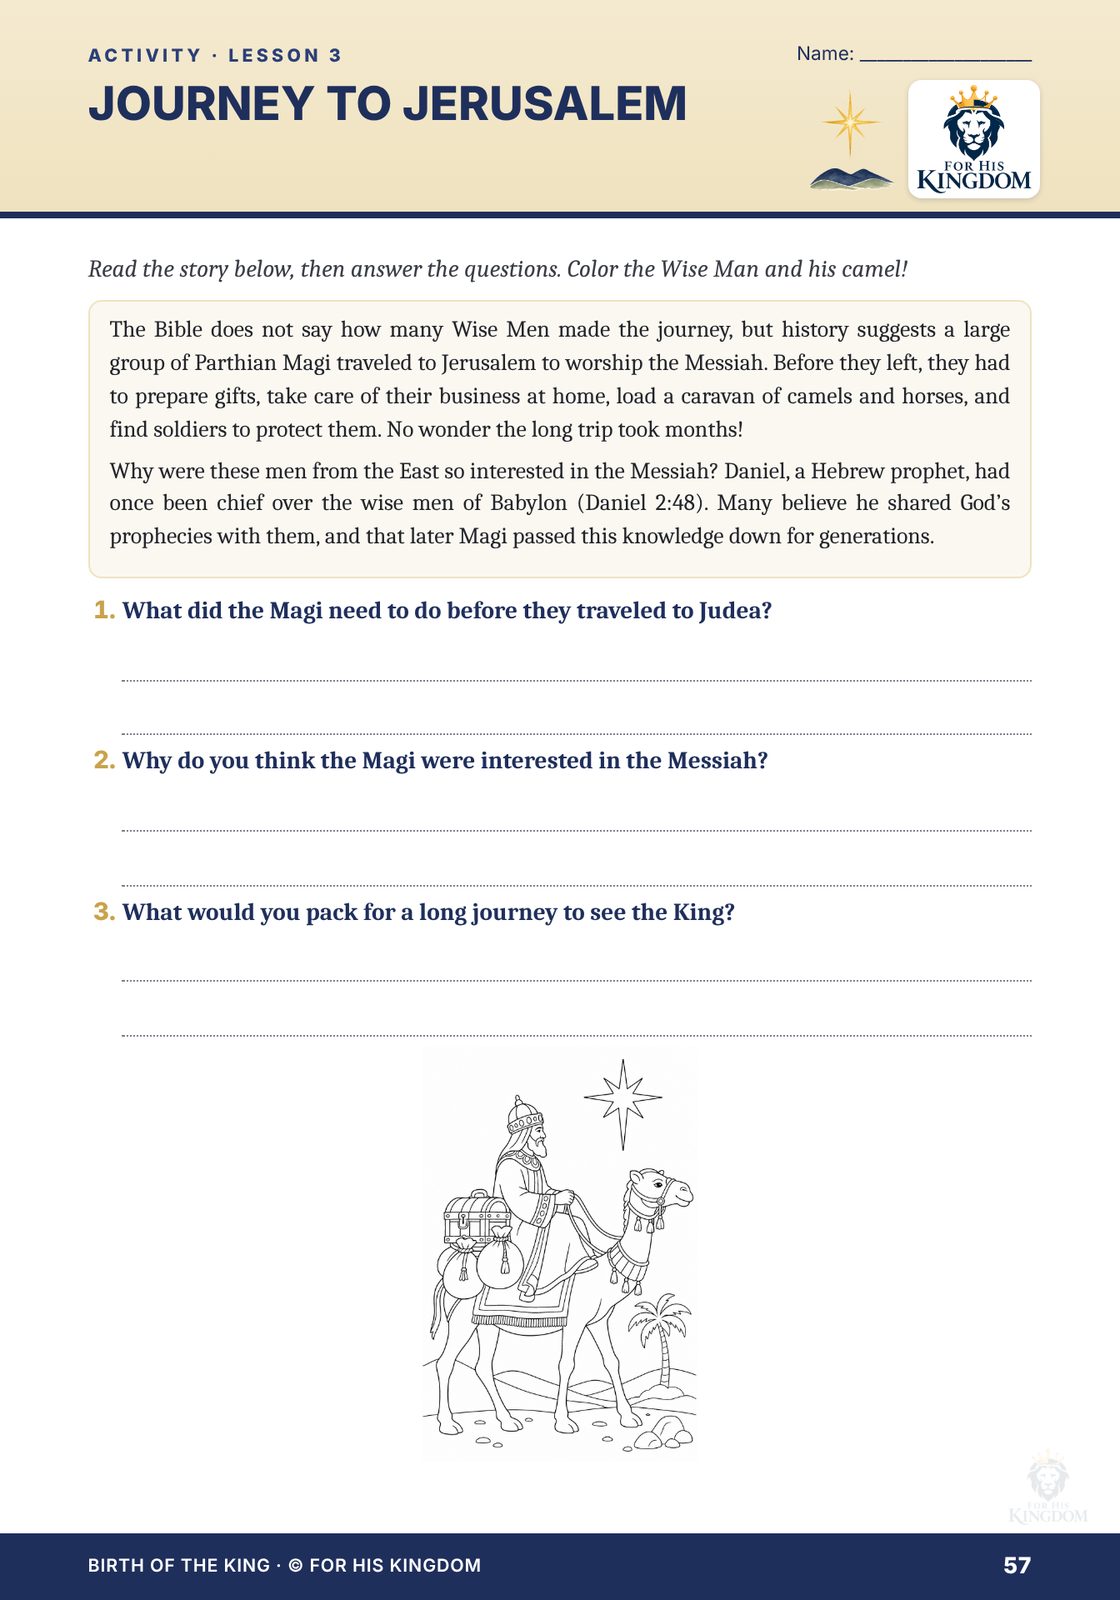 ACTIVITY · LESSON 3
Name: ____________________
JOURNEY TO JERUSALEM
FOR HIS
KINGDOM
Read the story below, then answer the questions. Color the Wise Man and his camel!
The Bible does not say how many Wise Men made the journey, but history suggests a large
group of Parthian Magi traveled to Jerusalem to worship the Messiah. Before they left, they had
to prepare gifts, take care of their business at home, load a caravan of camels and horses, and
find soldiers to protect them. No wonder the long trip took months!
Why were these men from the East so interested in the Messiah? Daniel, a Hebrew prophet, had
once been chief over the wise men of Babylon (Daniel 2:48). Many believe he shared God’s
prophecies with them, and that later Magi passed this knowledge down for generations.
1. What did the Magi need to do before they traveled to Judea?
2. Why do you think the Magi were interested in the Messiah?
3. What would you pack for a long journey to see the King?
FOR HIS
KINGDOM
BIRTH OF THE KING · © FOR HIS KINGDOM
57